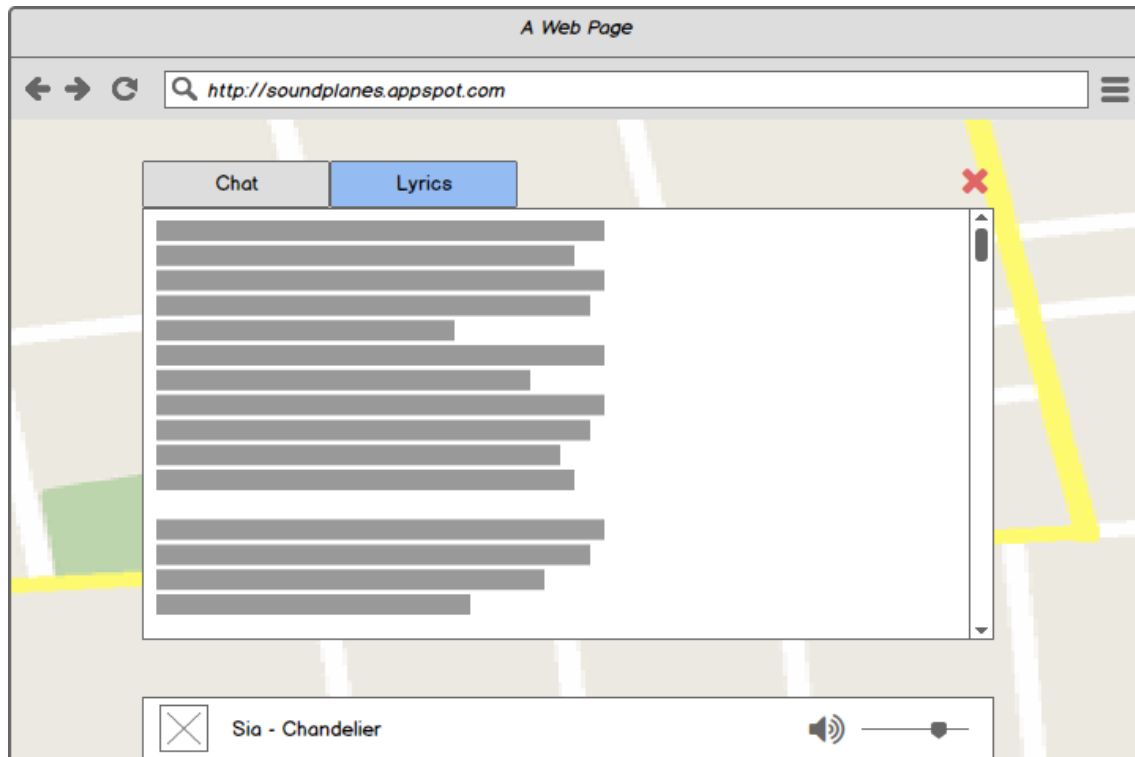 A Web Page
http://soundplanes.appspot.com
Chat
Lyrics
Sia - Chandelier